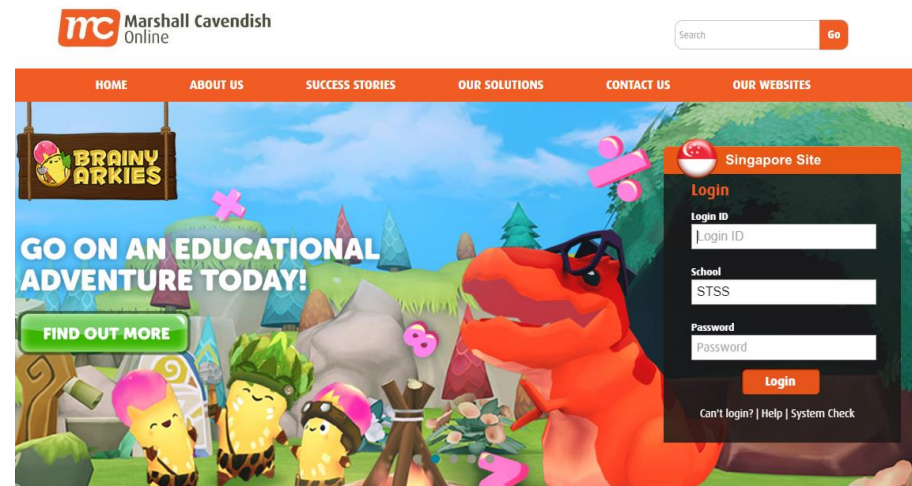 mc Marshall Cavendish
Online
Search Go
HOME ABOUT US SUCCESS STORIES OUR SOLUTIONS CONTACT US OUR WEBSITES
BRAINY
ARKIES
GO ON AN EDUCATIONAL
ADVENTURE TODAY!
FIND OUT MORE
Singapore Site
Login
Login ID
Login ID
School
STSS
Password
Password
Login
Can't login? | Help | System Check